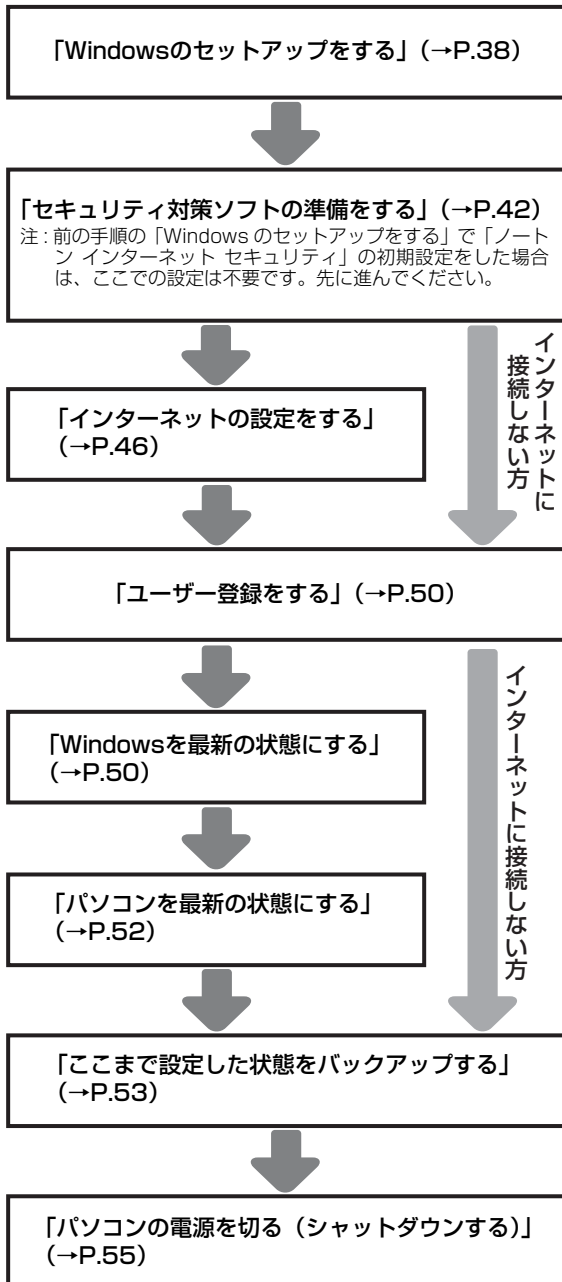 「Windowsのセットアップをする」（→P.38）
「セキュリティ対策ソフトの準備をする」（→P.42）
注：前の手順の「Windows のセットアップをする」で「ノート
ン インターネット セキュリティ」の初期設定をした場合
は、ここでの設定は不要です。先に進んでください。
インターネットに
接続しない方
「インターネットの設定をする」
（→P.46）
「ユーザー登録をする」（→P.50）
インターネットに接続しない方
「Windowsを最新の状態にする」
（→P.50）
「パソコンを最新の状態にする」
（→P.52）
「ここまで設定した状態をバックアップする」
（→P.53）
「パソコンの電源を切る（シャットダウンする）」
（→P.55）